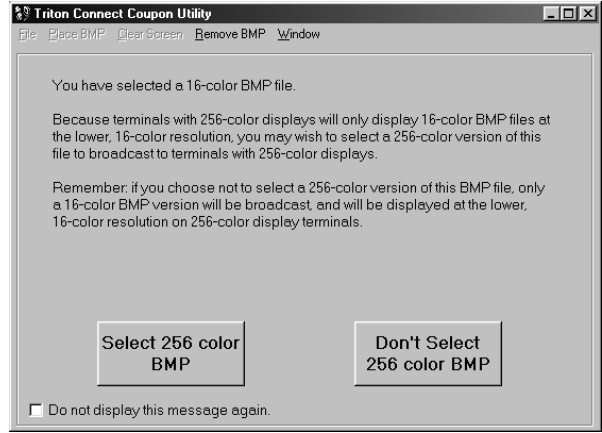 Triton Connect Coupon Utility
File Place BMP Clear Screen Remove BMP Window
You have selected a 16-color BMP file.
Because terminals with 256-color displays will only display 16-color BMP files at
the lower, 16-color resolution, you may wish to select a 256-color version of this
file to broadcast to terminals with 256-color displays.
Remember: if you choose not to select a 256-color version of this BMP file, only
a 16-color BMP version will be broadcast, and will be displayed at the lower,
16-color resolution on 256-color display terminals.
Select 256 color
BMP
Don't Select
256 color BMP
Do not display this message again.